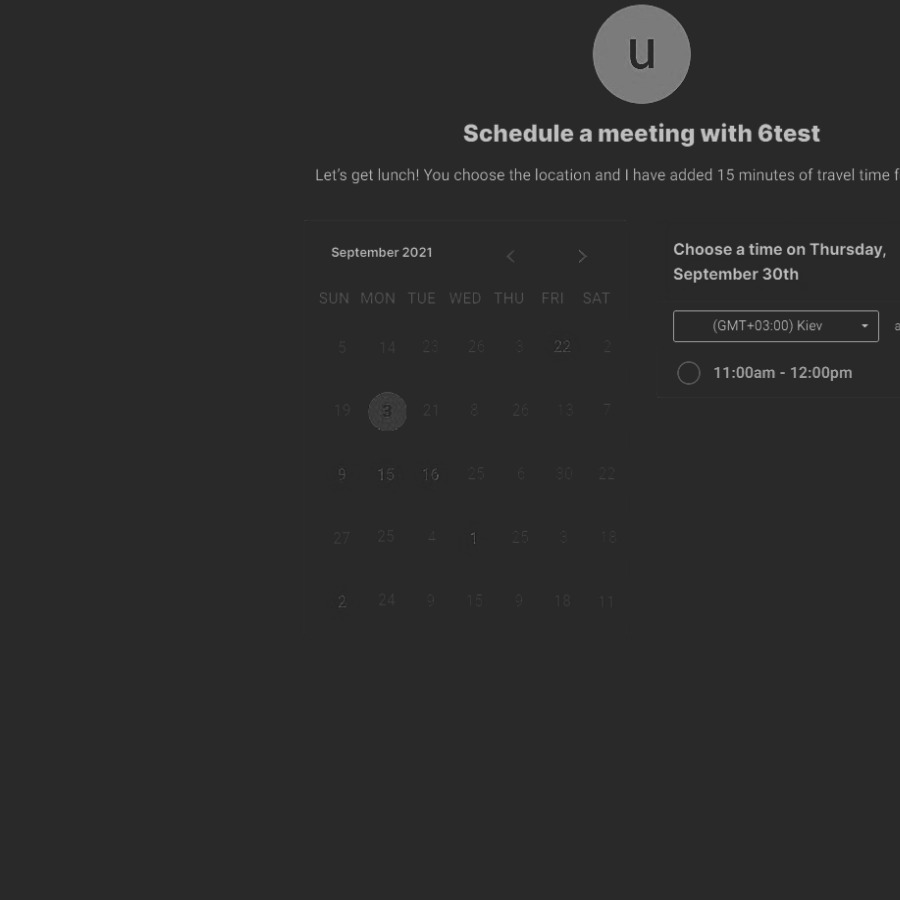 u
Schedule a meeting with 6test
Let's get lunch! You choose the location and I have added 15 minutes of travel time
September 2021
SUN MON TUE WED THU FRI SAT
5 14 23 26 3 22 2
19 3 21 8 26 13 7
9 15 16 25 6 30 22
27 25 4 1 25 3 18
2 24 9 15 9 18 11
Choose a time on Thursday,
September 30th
(GMT+03:00) Kiev
11:00am - 12:00pm